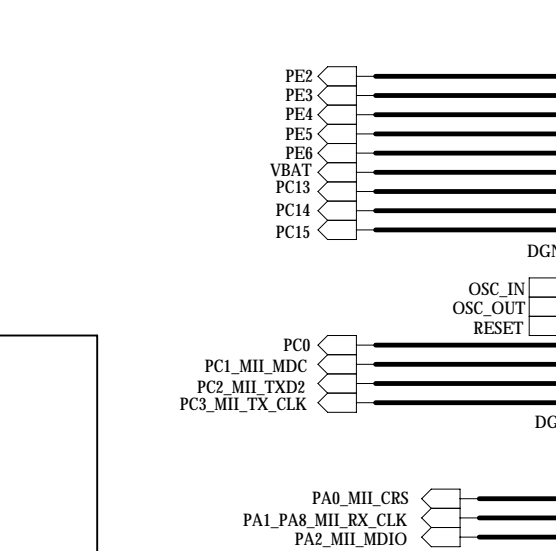 PE2
PE3
PE4
PE5
PE6
VBAT
PC13
PC14
PC15
OSC_IN
OSC_OUT
RESET
PC0
PC1_MII_MDC
PC2_MII_TXD2
PC3_MII_TX_CLK
DG
PA0_MII_CRS
PA1_PA8_MII_RX_CLK
PA2_MII_MDIO